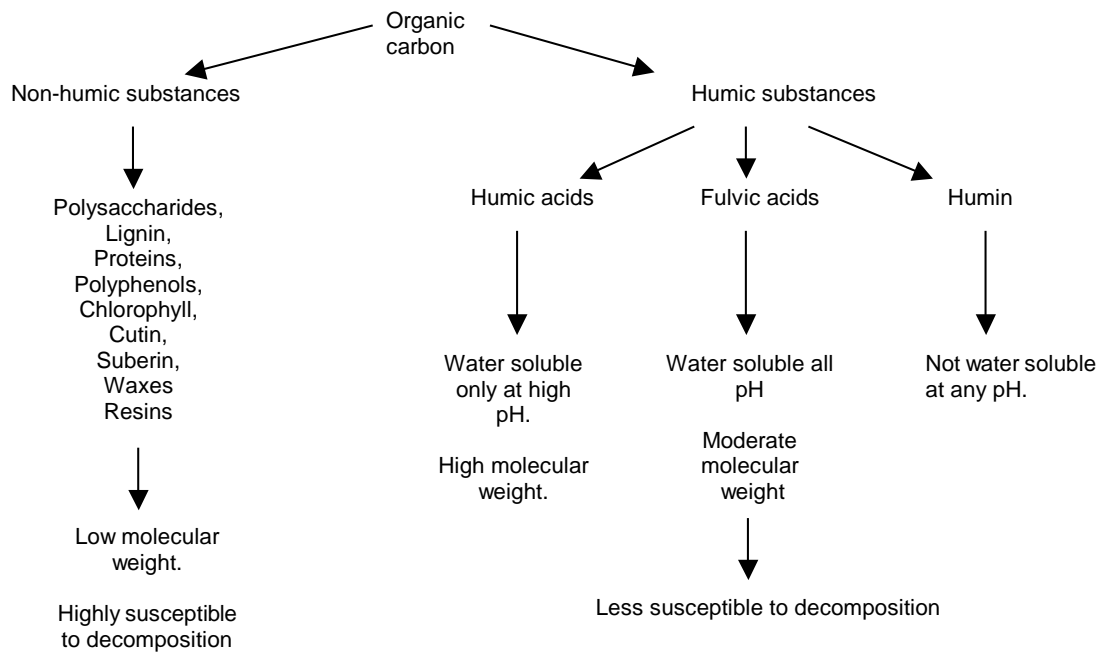 Organic
carbon
Non-humic substances
Humic substances
Polysaccharides,
Lignin,
Proteins,
Polyphenols,
Chlorophyll,
Cutin,
Suberin,
Waxes
Resins
Low molecular
weight.
Highly susceptible
to decomposition
Humic acids
Fulvic acids
Humin
Water soluble
only at high
pH.
High molecular
weight.
Water soluble all
pH
Moderate
molecular
weight
Not water soluble
at any pH.
Less susceptible to decomposition